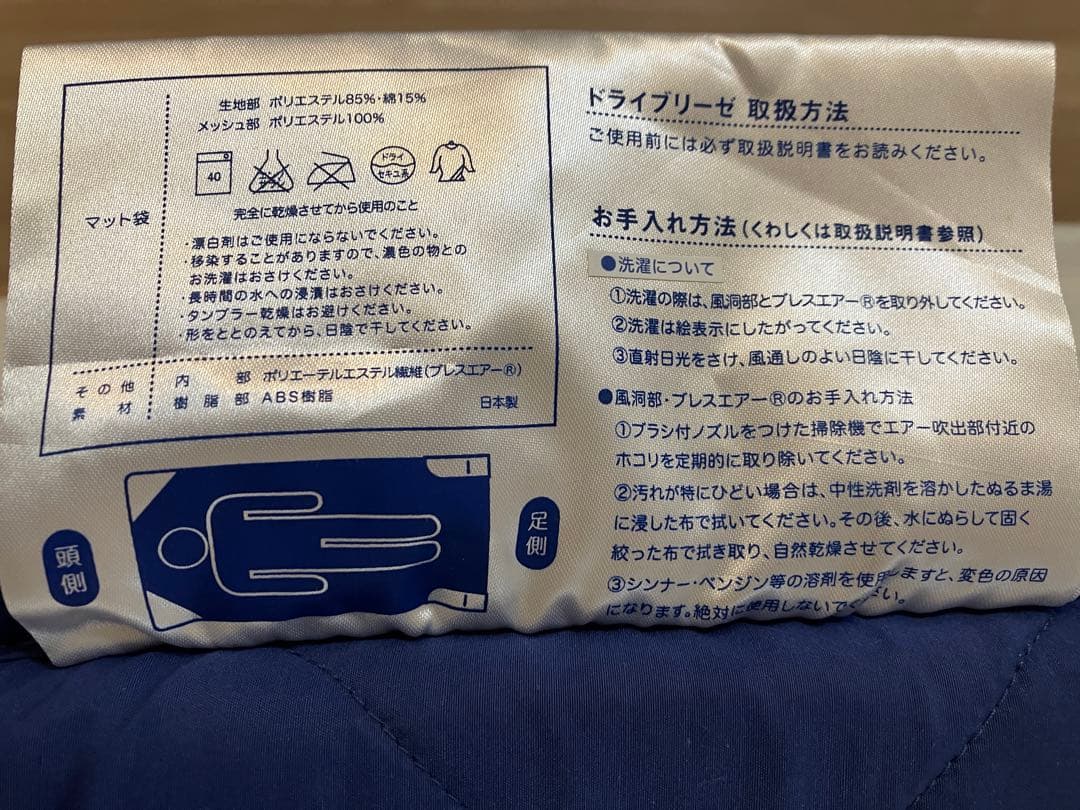 生地部 ポリエステル85%・綿15%
メッシュ部 ポリエステル100%
40
ドライ
セキユ系
マット袋
完全に乾燥させてから使用のこと
・漂白剤はご使用にならないでください。
・移染することがありますので、濃色の物との
お洗濯はおさけください。
・長時間の水への浸漬はおさけください。
・タンブラー乾燥はお避けください。
・形をととのえてから、日陰で干してください。
その他
素材
内部 ポリエーテルエステル繊維(ブレスエアー®)
樹脂部 ABS樹脂
日本製
頭側
足側
ドライブリーゼ 取扱方法
ご使用前には必ず取扱説明書をお読みください。
お手入れ方法(くわしくは取扱説明書参照)
●洗濯について
①洗濯の際は、風洞部とブレスエアー®を取り外してください。
②洗濯は絵表示にしたがってください。
③直射日光をさけ、風通しのよい日陰に干してください。
●風洞部・ブレスエアー®のお手入れ方法
①ブラシ付ノズルをつけた掃除機でエアー吹出部付近の
ホコリを定期的に取り除いてください。
②汚れが特にひどい場合は、中性洗剤を溶かしたぬるま湯
に浸した布で拭いてください。その後、水にぬらして固く
絞った布で拭き取り、自然乾燥させてください。
③シンナー・ベンジン等の溶剤を使用しますと、変色の原因
になります。絶対に使用しないでください。